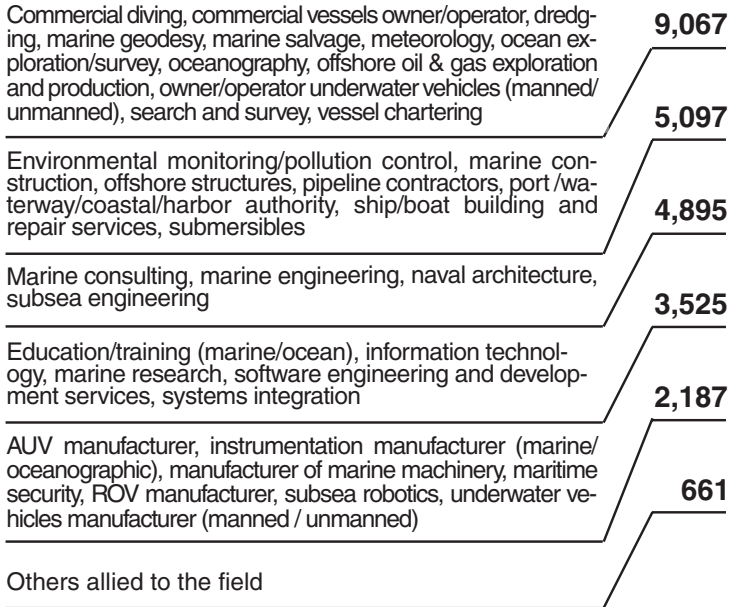 Commercial diving, commercial vessels owner/operator, dredg-
ing, marine geodesy, marine salvage, meteorology, ocean ex-
ploration/survey, oceanography, offshore oil & gas exploration
and production, owner/operator underwater vehicles (manned/
unmanned), search and survey, vessel chartering
9,067
Environmental monitoring/pollution control, marine con-
struction, offshore structures, pipeline contractors, port /wa-
terway/coastal/harbor authority, ship/boat building and
repair services, submersibles
5,097
Marine consulting, marine engineering, naval architecture,
subsea engineering
4,895
Education/training (marine/ocean), information technol-
ogy, marine research, software engineering and develop-
ment services, systems integration
3,525
AUV manufacturer, instrumentation manufacturer (marine/
oceanographic), manufacturer of marine machinery, maritime
security, ROV manufacturer, subsea robotics, underwater ve-
hicles manufacturer (manned / unmanned)
2,187
Others allied to the field
661